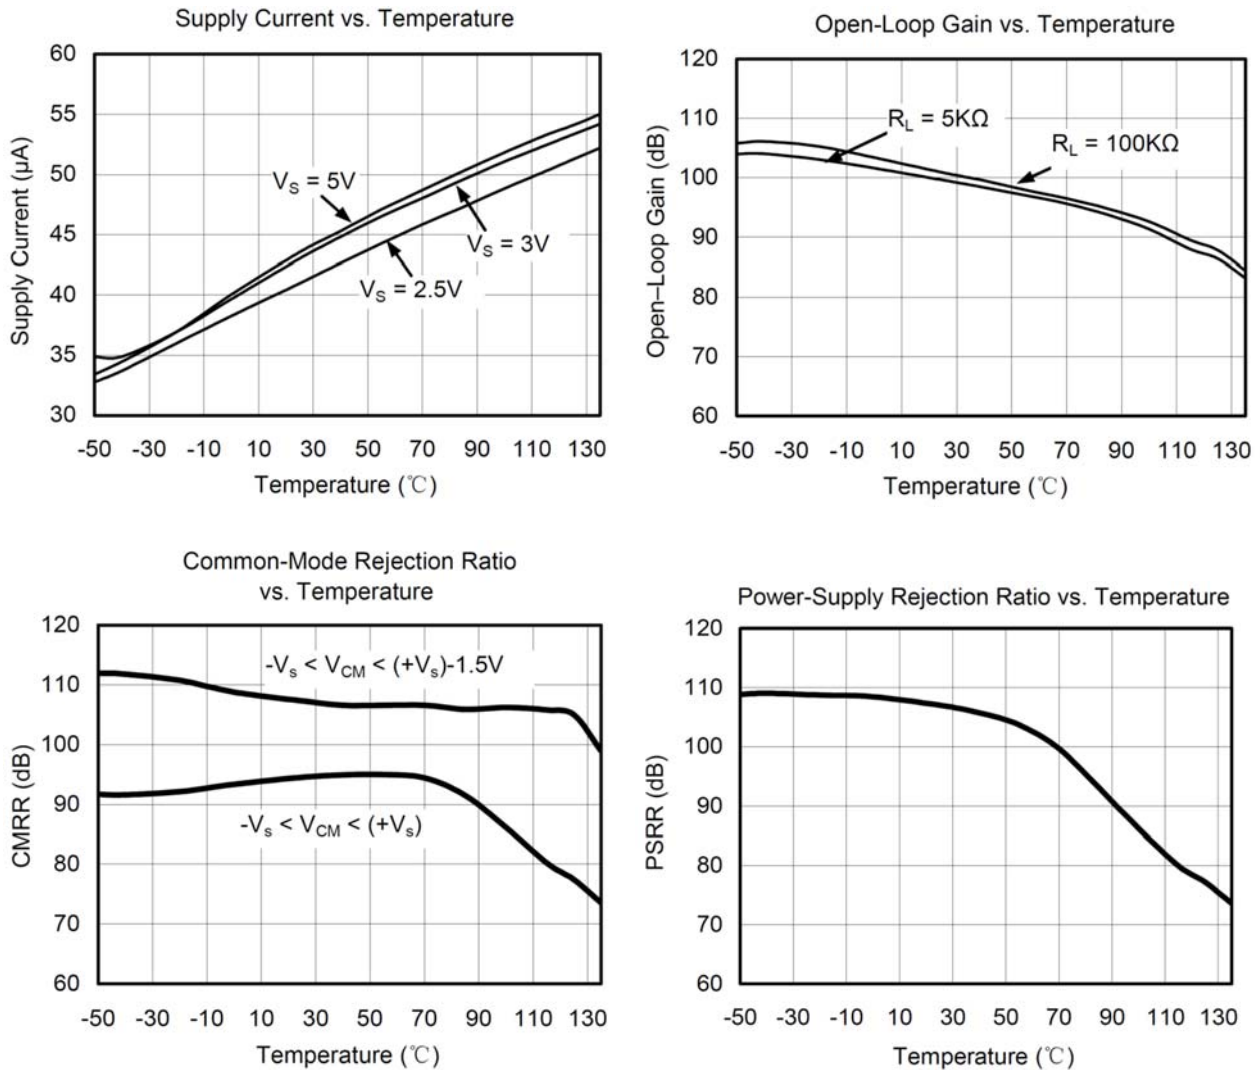 Supply Current vs. Temperature
60
55
50
45
40
35
30
Supply Current (µA)
V_S = 5V
V_S = 3V
V_S = 2.5V
-50 -30 -10 10 30 50 70 90 110 130
Temperature (℃)
Open-Loop Gain vs. Temperature
120
110
100
90
80
70
60
Open–Loop Gain (dB)
R_L = 5KΩ
R_L = 100KΩ
-50 -30 -10 10 30 50 70 90 110 130
Temperature (℃)
Common-Mode Rejection Ratio
vs. Temperature
120
110
100
90
80
70
60
CMRR (dB)
-V_s < V_CM < (+V_s)-1.5V
-V_s < V_CM < (+V_s)
-50 -30 -10 10 30 50 70 90 110 130
Temperature (℃)
Power-Supply Rejection Ratio vs. Temperature
120
110
100
90
80
70
60
PSRR (dB)
-50 -30 -10 10 30 50 70 90 110 130
Temperature (℃)